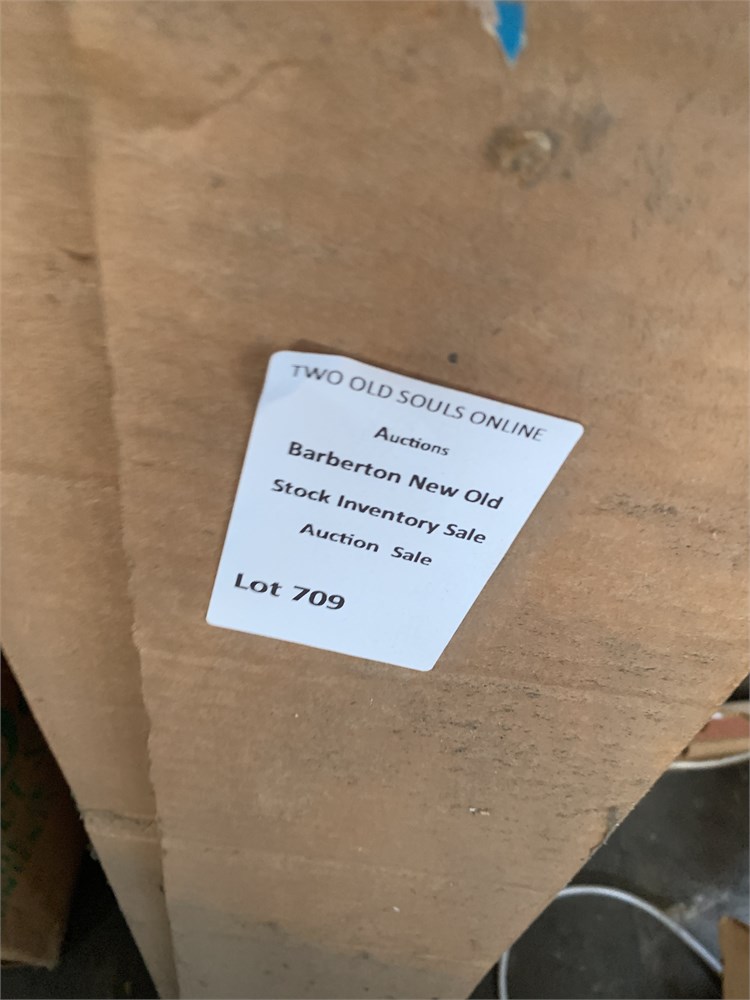 TWO OLD SOULS ONLINE
Auctions
Barberton New Old
Stock Inventory Sale
Auction Sale
Lot 709